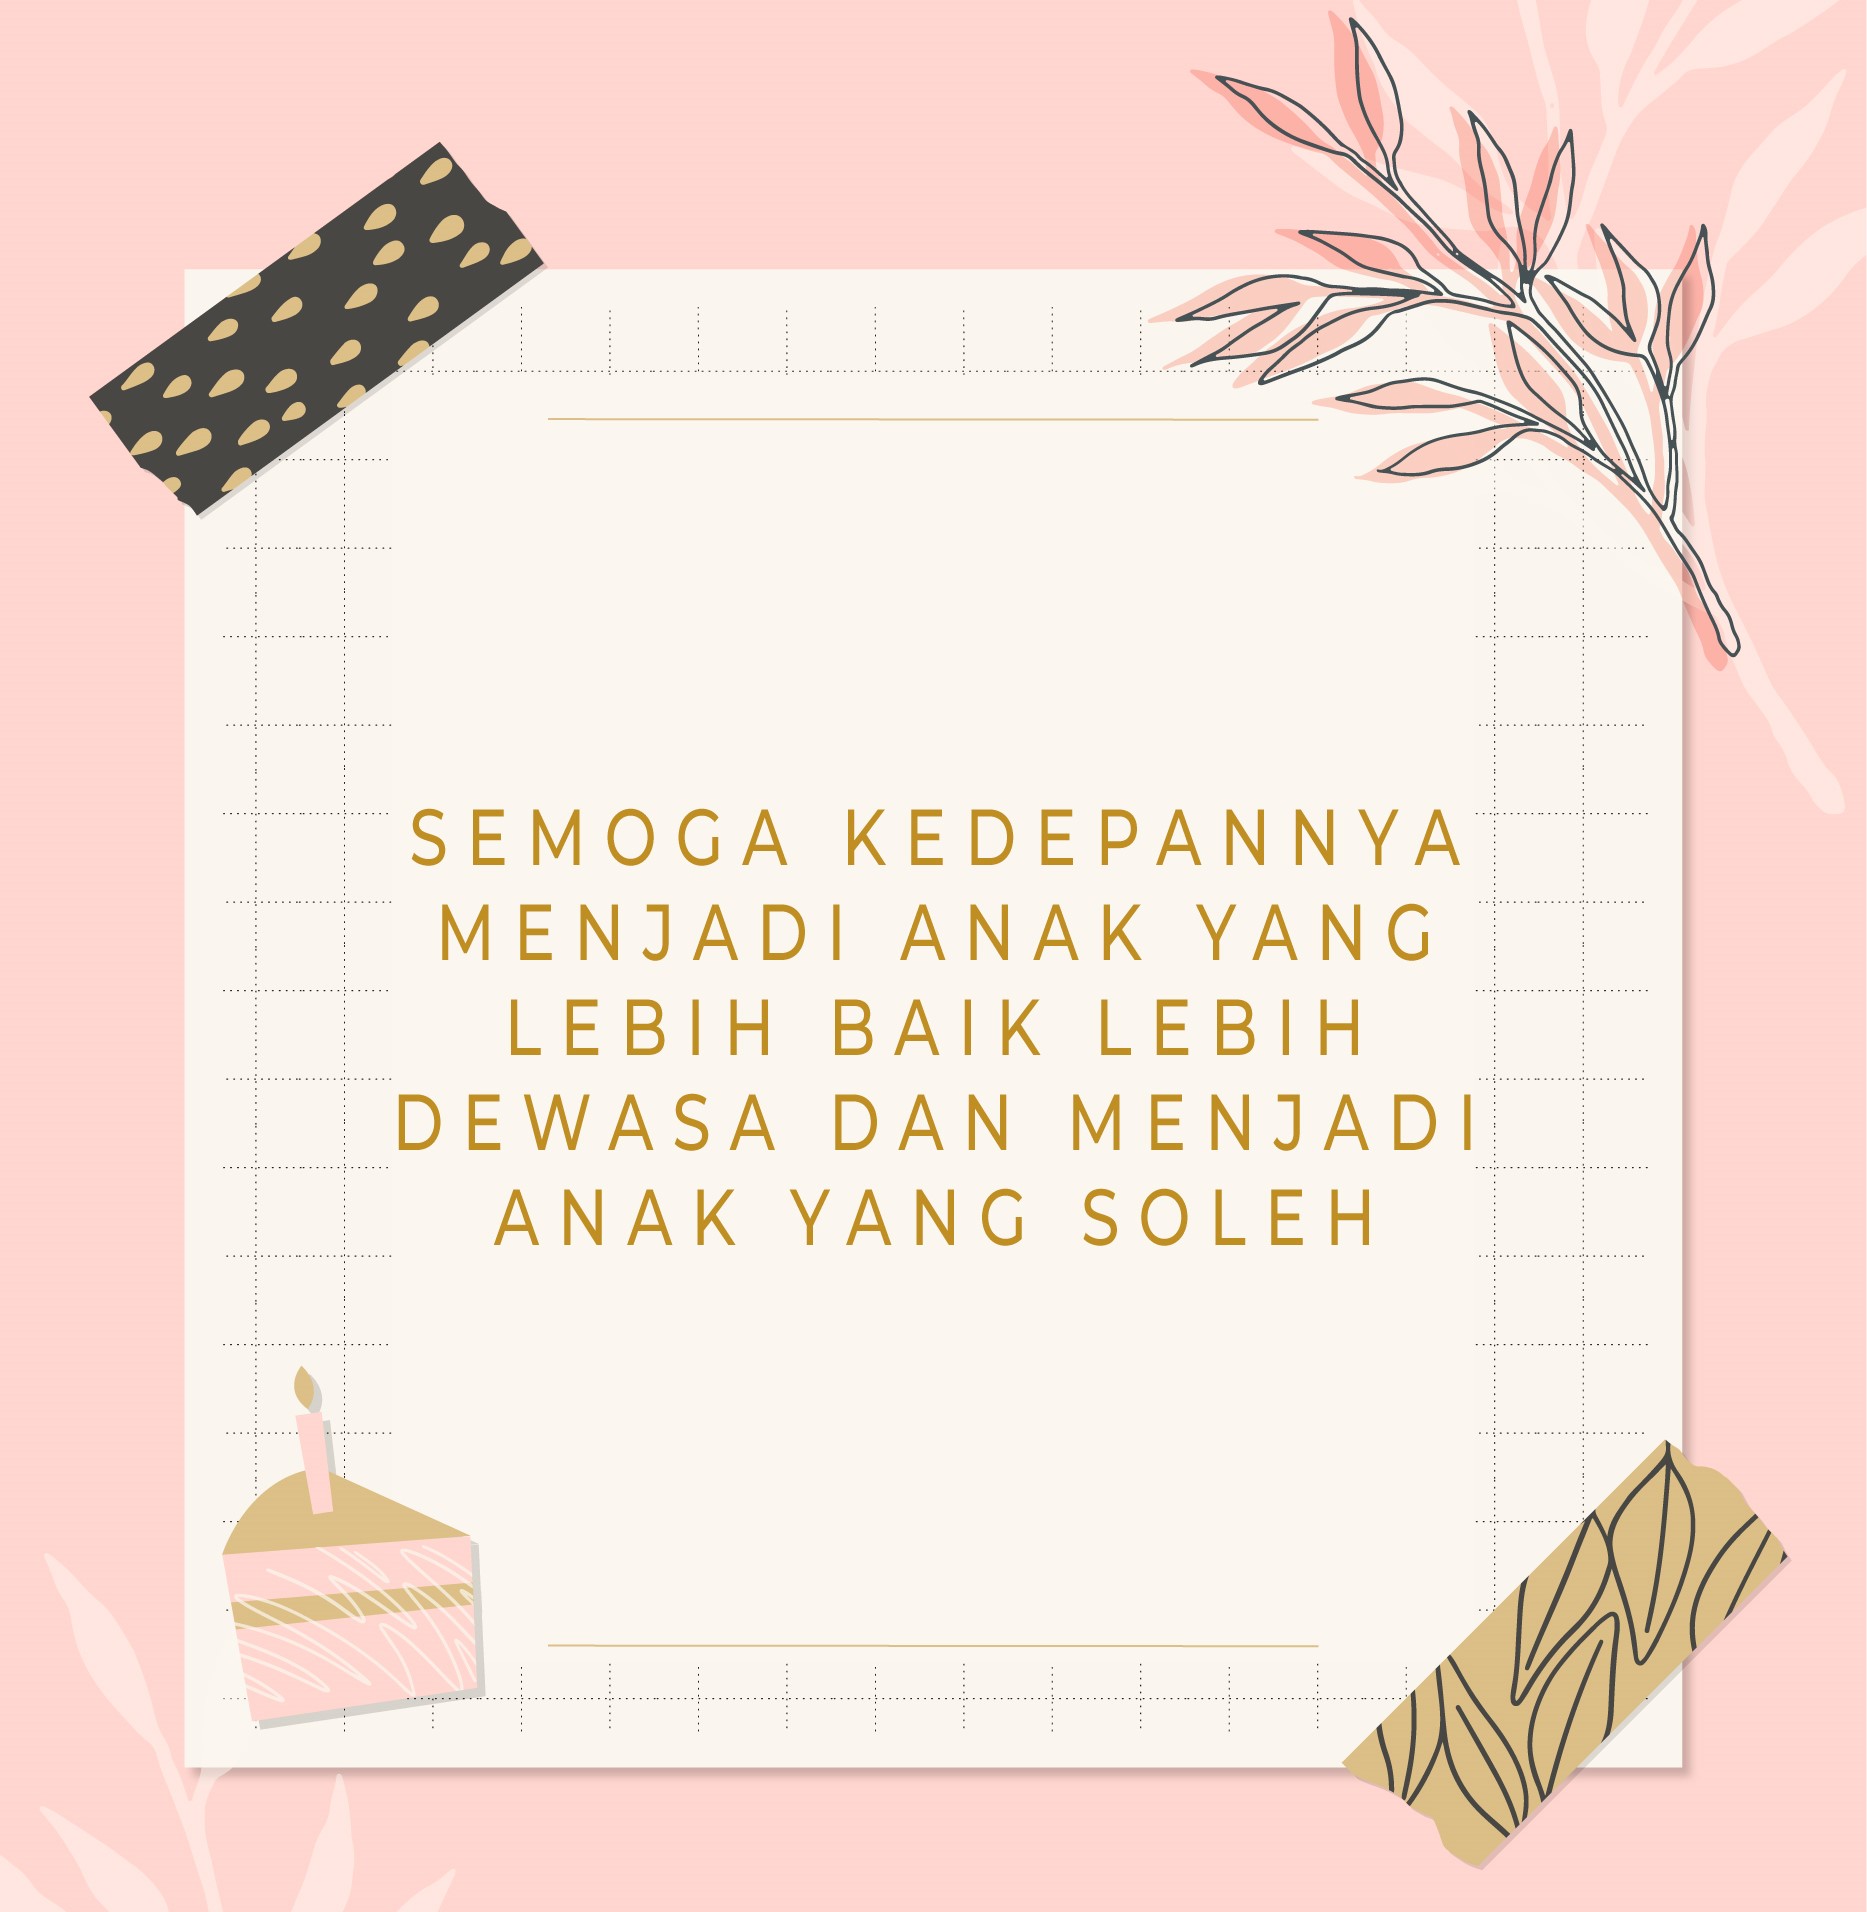 SEMOGA KEDEPANNYA
MENJADI ANAK YANG
LEBIH BAIK LEBIH
DEWASA DAN MENJADI
ANAK YANG SOLEH